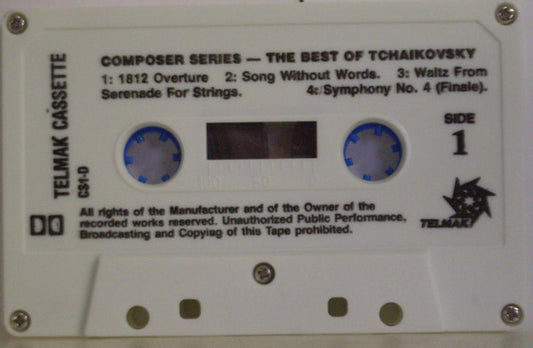 COMPOSER SERIES — THE BEST OF TCHAIKOVSKY
1: 1812 Overture 2: Song Without Words. 3: Waltz From
Serenade For Strings. 4: Symphony No. 4 (Finale).
TELMAK CASSETTE
CS1-D
SIDE
1
TELMAK
All rights of the Manufacturer and of the Owner of the
recorded works reserved. Unauthorized Public Performance,
Broadcasting and Copying of this Tape prohibited.